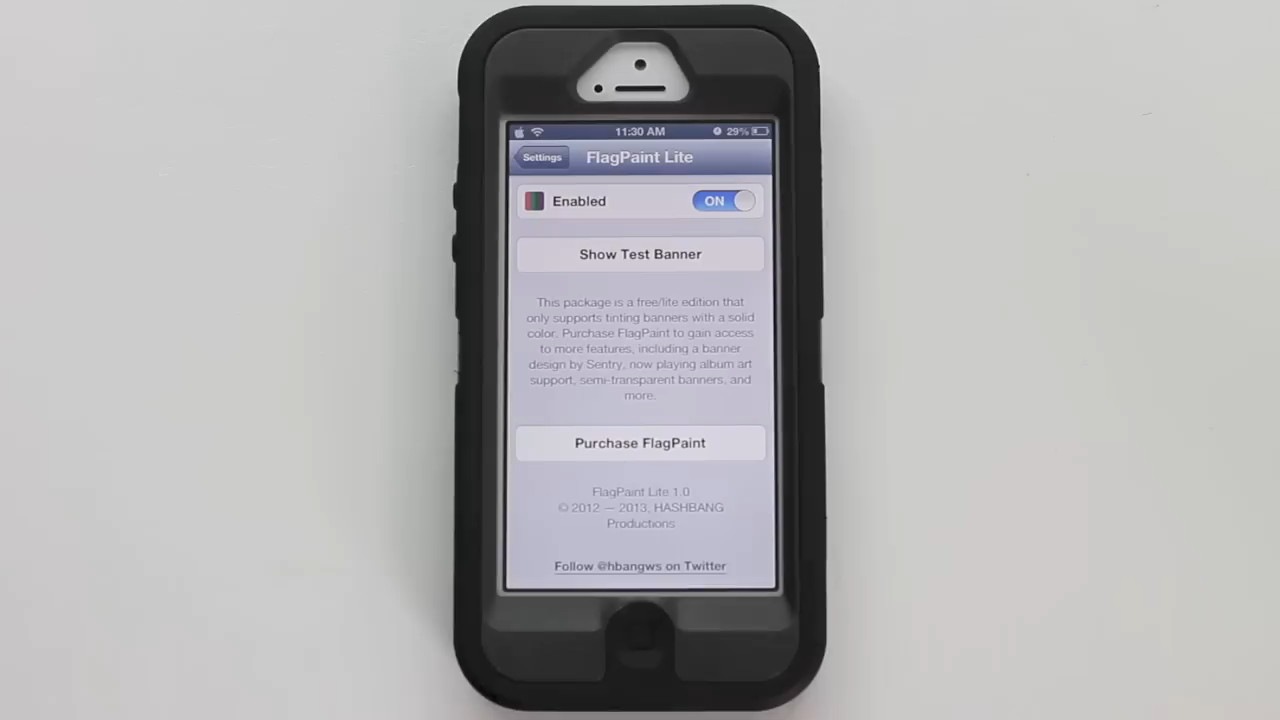 11:30 AM 29%
Settings FlagPaint Lite
Enabled ON
Show Test Banner
This package is a free/lite edition that
only supports tinting banners with a solid
color. Purchase FlagPaint to gain access
to more features, including a banner
design by Sentry, now playing album art
support, semi-transparent banners, and
more.
Purchase FlagPaint
FlagPaint Lite 1.0
© 2012 — 2013, HASHBANG
Productions
Follow @hbangws on Twitter